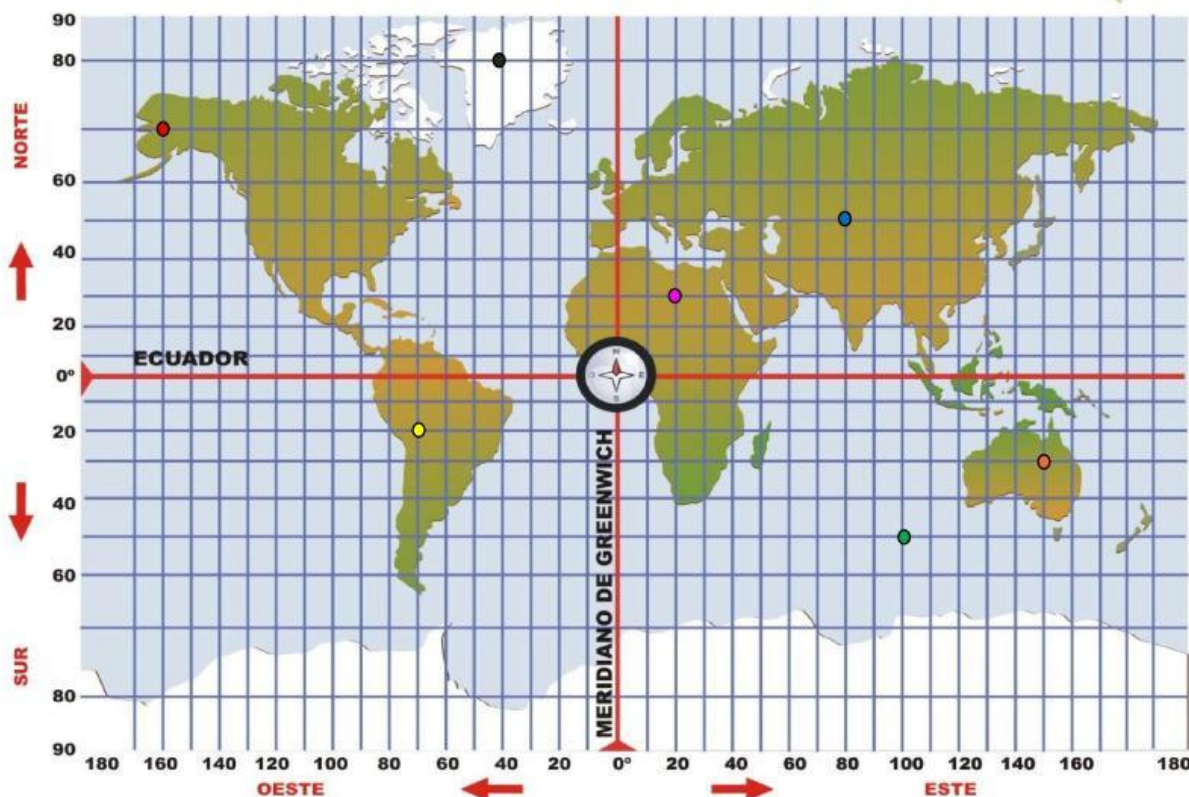 90
80
NORTE
60
40
20
ECUADOR
0º
N
O E
S
20
40
60
SUR
80
90
MERIDIANO DE GREENWICH
180 160 140 120 100 80 60 40 20 0º 20 40 60 80 100 120 140 160 180
OESTE ESTE